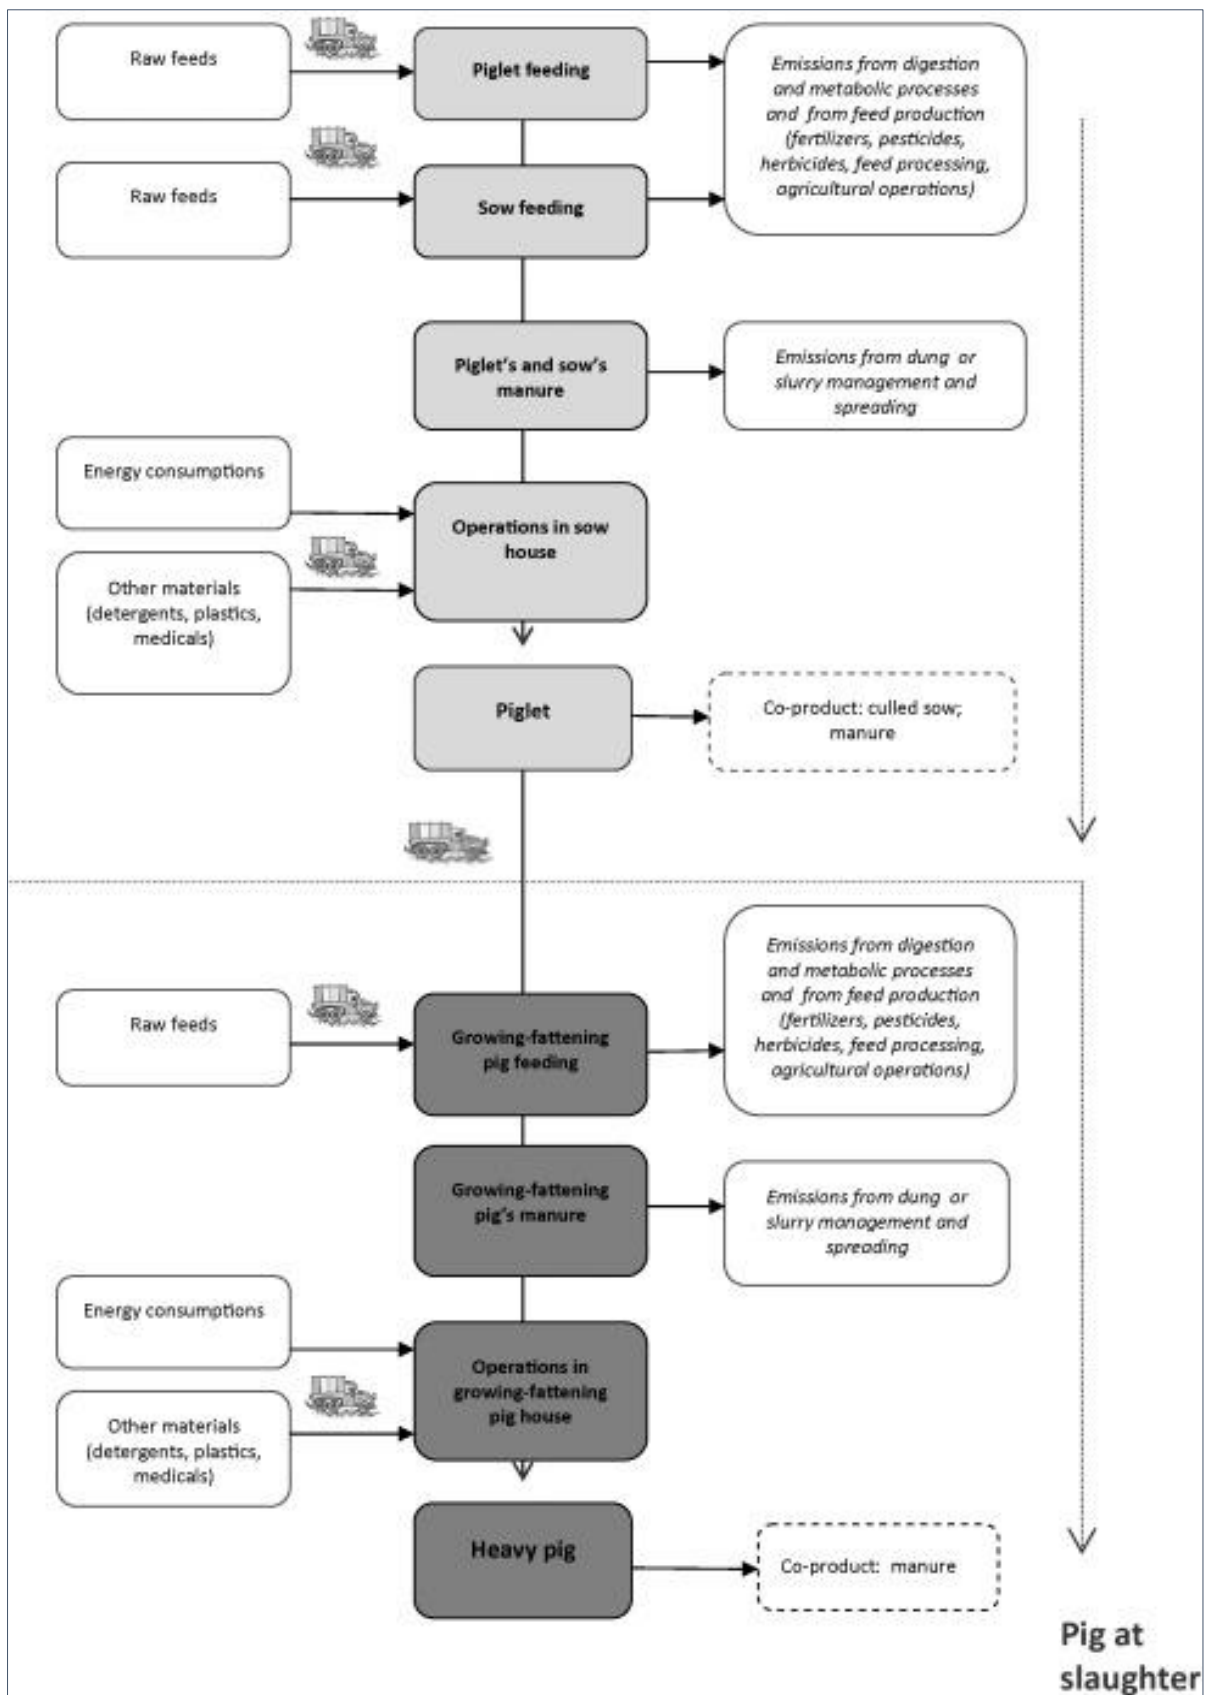 Raw feeds
Piglet feeding
Emissions from digestion
and metabolic processes
and from feed production
(fertilizers, pesticides,
herbicides, feed processing,
agricultural operations)
Raw feeds
Sow feeding
Piglet's and sow's
manure
Emissions from dung or
slurry management and
spreading
Energy consumptions
Operations in sow
house
Other materials
(detergents, plastics,
medicals)
Piglet
Co-product: culled sow;
manure
Raw feeds
Growing-fattening
pig feeding
Emissions from digestion
and metabolic processes
and from feed production
(fertilizers, pesticides,
herbicides, feed processing,
agricultural operations)
Growing-fattening
pig's manure
Emissions from dung or
slurry management and
spreading
Energy consumptions
Operations in
growing-fattening
pig house
Other materials
(detergents, plastics,
medicals)
Heavy pig
Co-product: manure
Pig at
slaughter